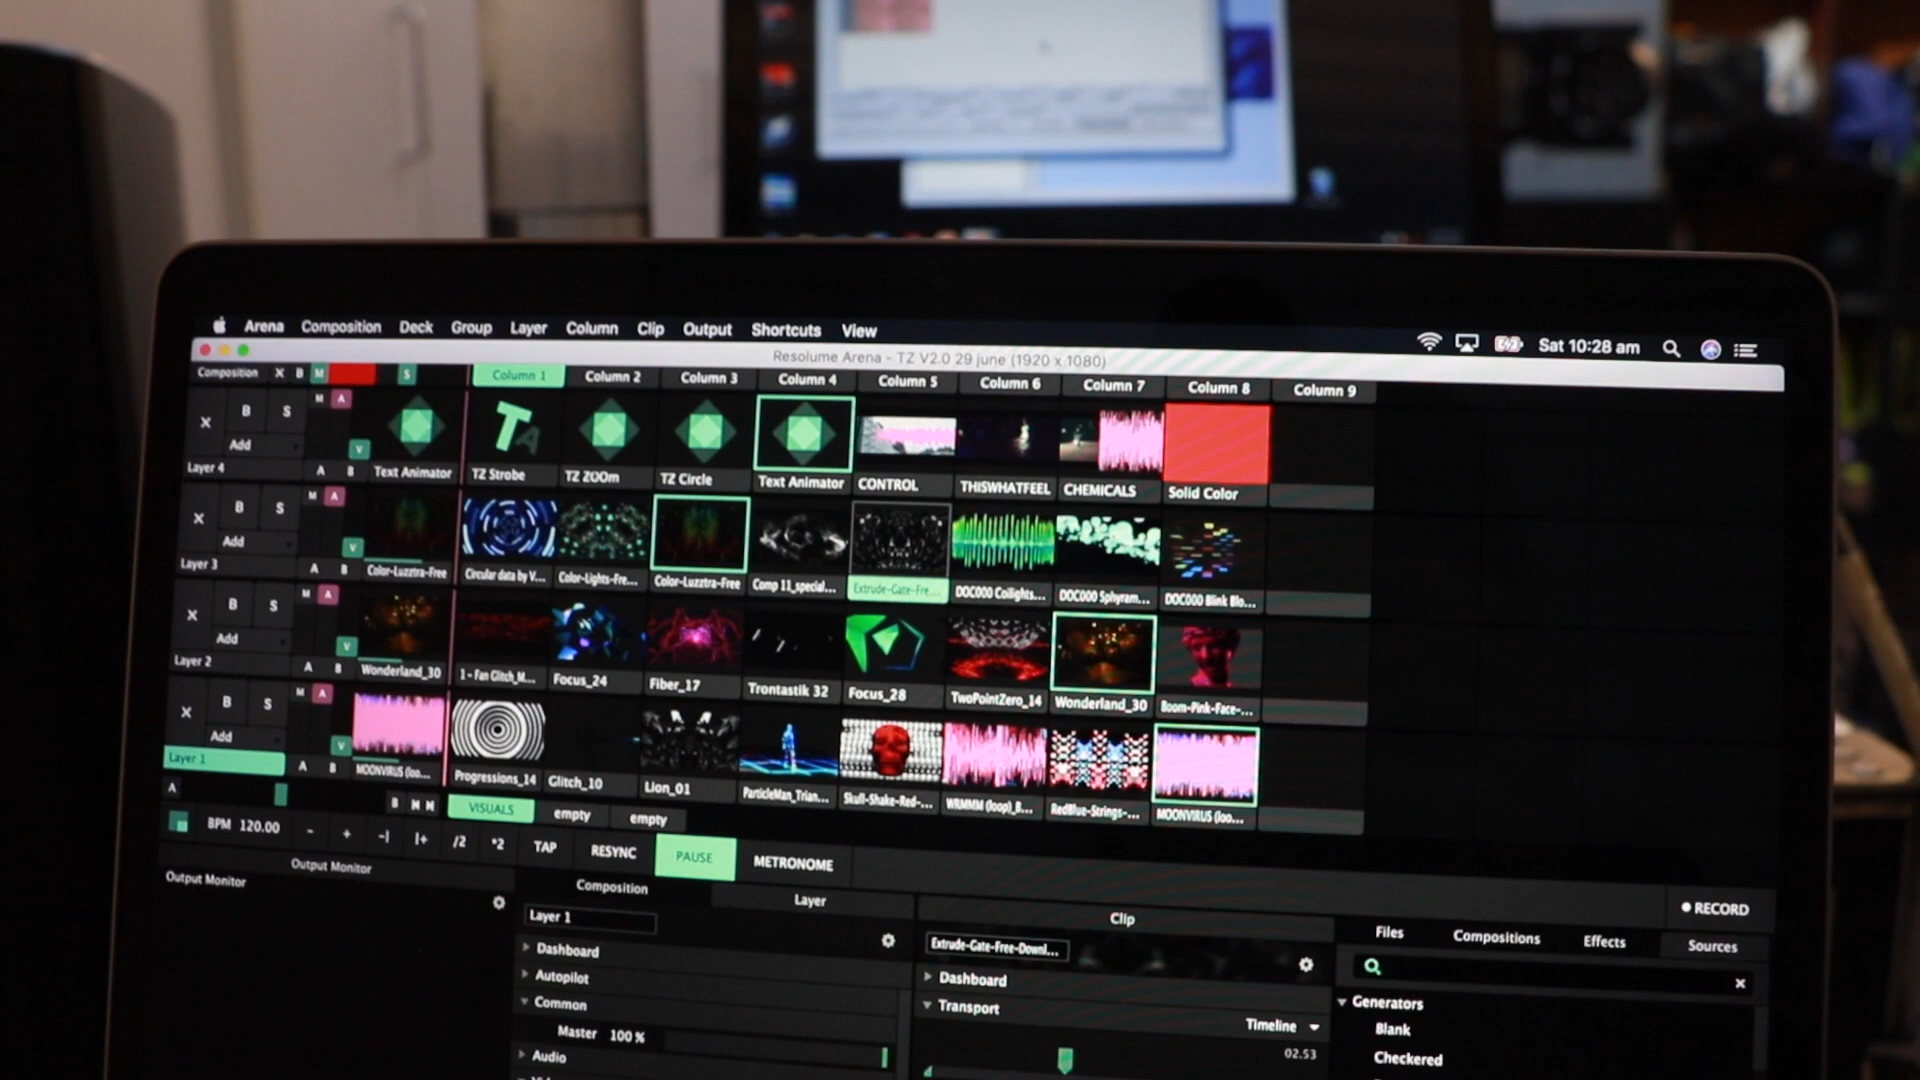 Arena Composition Deck Group Layer Column Clip Output Shortcuts View Sat 10:28 am
Resolume Arena - TZ V2.0 29 june (1920 x 1080)
Composition X B M S Column 1 Column 2 Column 3 Column 4 Column 5 Column 6 Column 7 Column 8 Column 9
M A
X B S
Add V
Layer 4 A B Text Animator TZ Strobe TZ ZOOm TZ Circle Text Animator CONTROL THISWHATFEEL CHEMICALS Solid Color
M A
X B S
Add V
Layer 3 A B Color-Luzztra-Free Circular data by V... Color-Lights-Fre... Color-Luzztra-Free Comp 11_special... Extrude-Gate-Fre... DOC000 Coilights... DOC000 Sphyram... DOC000 Blink Blo...
M A
X B S
Add V
Layer 2 A B Wonderland_30 1 - Fan Glitch_M... Focus_24 Fiber_17 Trontastik 32 Focus_28 TwoPointZero_14 Wonderland_30 Boom-Pink-Face-...
M A
X B S
Add V
Layer 1 A B MOONVIRUS (loo... Progressions_14 Glitch_10 Lion_01 ParticleMan_Trian... Skull-Shake-Red-... WRMMM (loop)_B... RedBlue-Strings-... MOONVIRUS (loo...
A B VISUALS empty empty
BPM 120.00 - + -| |+ /2 *2 TAP RESYNC PAUSE METRONOME
Output Monitor
Output Monitor
Composition Layer Clip
RECORD
Layer 1
Dashboard
Autopilot
Common
Master 100 %
Audio
Extrude-Gate-Free-Downl...
Dashboard
Transport
Timeline
02.53
Files Compositions Effects Sources
Generators
Blank
Checkered